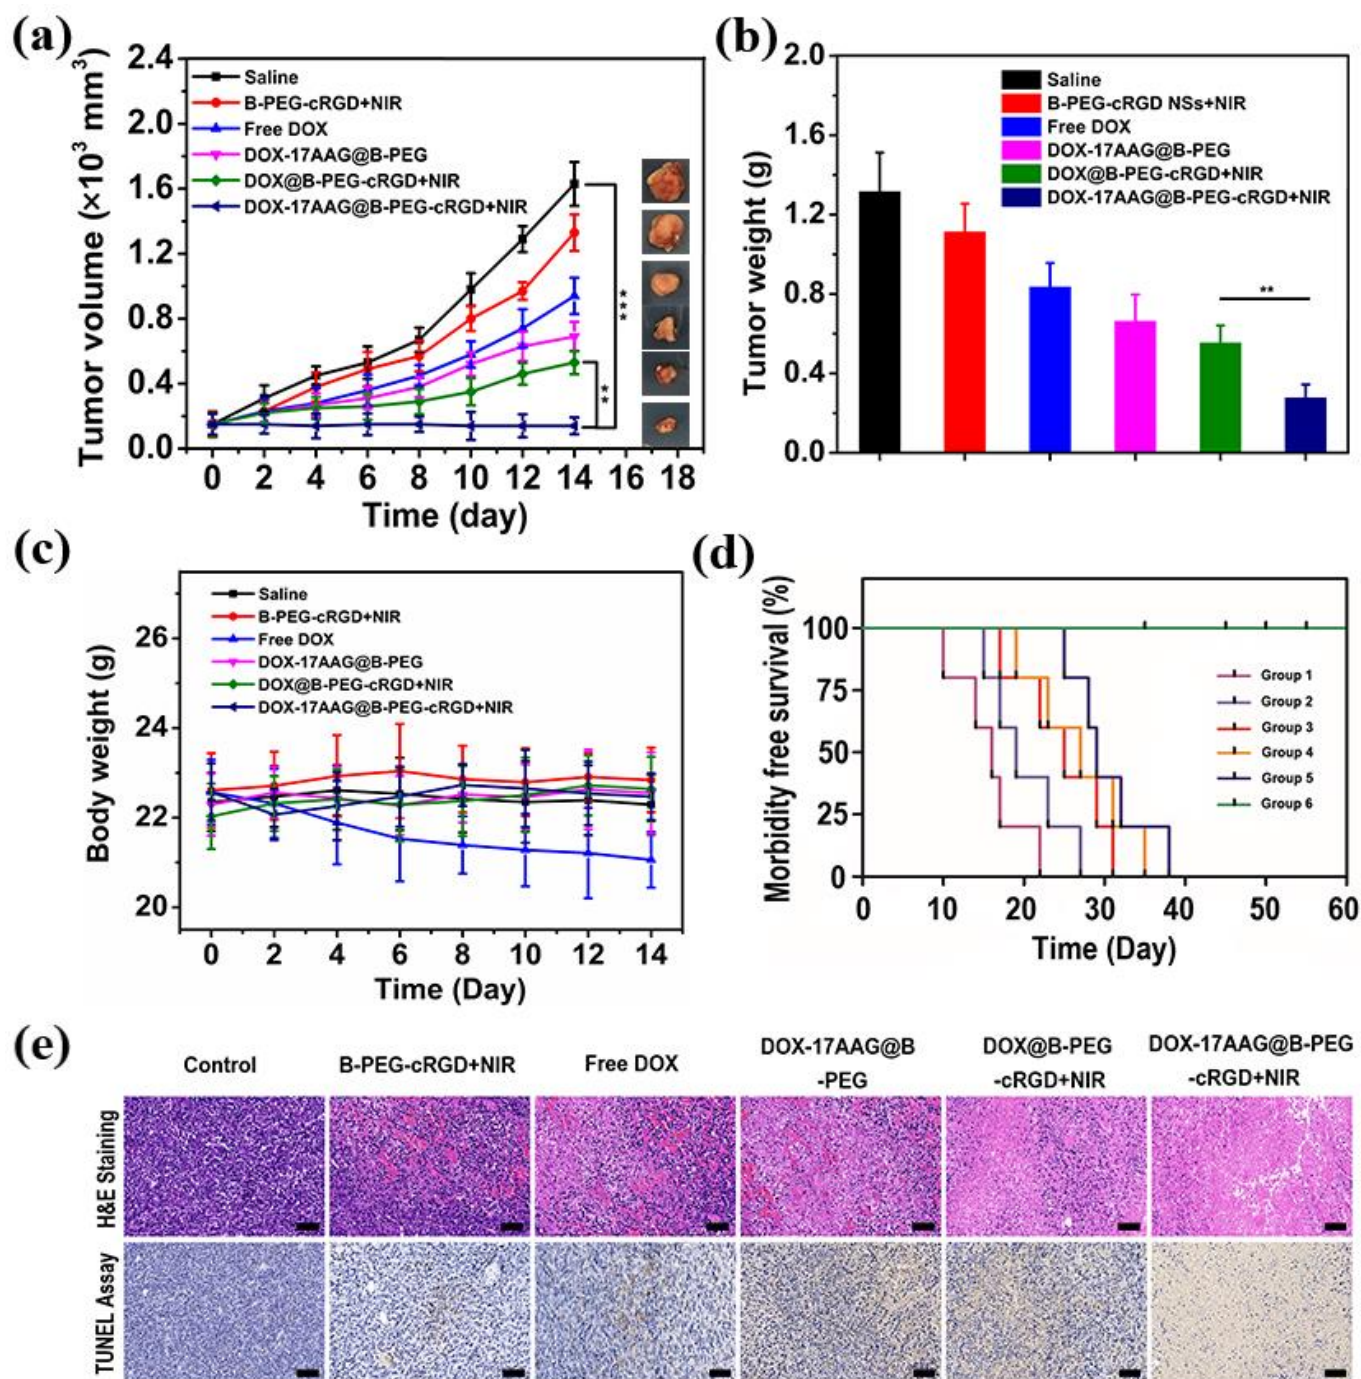 (a)
Tumor volume (×10³ mm³)
2.4
2.0
1.6
1.2
0.8
0.4
0.0
Saline
B-PEG-cRGD+NIR
Free DOX
DOX-17AAG@B-PEG
DOX@B-PEG-cRGD+NIR
DOX-17AAG@B-PEG-cRGD+NIR
***
**
0 2 4 6 8 10 12 14 16 18
Time (day)
(b)
Tumor weight (g)
2.0
1.6
1.2
0.8
0.4
0.0
Saline
B-PEG-cRGD NSs+NIR
Free DOX
DOX-17AAG@B-PEG
DOX@B-PEG-cRGD+NIR
DOX-17AAG@B-PEG-cRGD+NIR
**
(c)
Body weight (g)
26
24
22
20
Saline
B-PEG-cRGD+NIR
Free DOX
DOX-17AAG@B-PEG
DOX@B-PEG-cRGD+NIR
DOX-17AAG@B-PEG-cRGD+NIR
0 2 4 6 8 10 12 14
Time (Day)
(d)
Morbidity free survival (%)
100
75
50
25
0
Group 1
Group 2
Group 3
Group 4
Group 5
Group 6
0 10 20 30 40 50 60
Time (Day)
(e)
Control
B-PEG-cRGD+NIR
Free DOX
DOX-17AAG@B
-PEG
DOX@B-PEG
-cRGD+NIR
DOX-17AAG@B-PEG
-cRGD+NIR
H&E Staining
TUNEL Assay